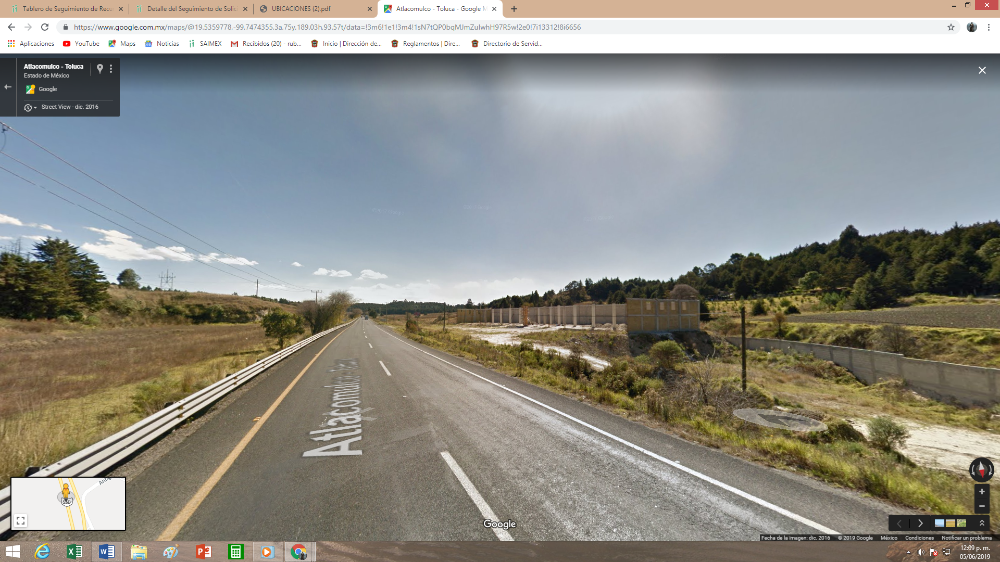 Tablero de Seguimiento de Recu
Detalle del Seguimiento de Solici
UBICACIONES (2).pdf
Atlacomulco - Toluca - Google M
https://www.google.com.mx/maps/@19.5359778,-99.7474355,3a,75y,189.03h,93.57t/data=!3m6!1e1!3m4!1sN7tQP0bqMJmZuIwhH97R5w!2e0!7i13312!8i6656
Aplicaciones
YouTube
Maps
Noticias
SAIMEX
Recibidos (20) - rub...
Inicio | Dirección de...
Reglamentos | Dire...
Directorio de Servid...
Atlacomulco - Toluca
Estado de México
Google
Street View - dic. 2016
Atlacomulco - Toluca
Antig
55D
Google
Fecha de la imagen: dic. 2016
© 2019 Google
México
Condiciones
Notificar un problema
12:09 p. m.
05/06/2019